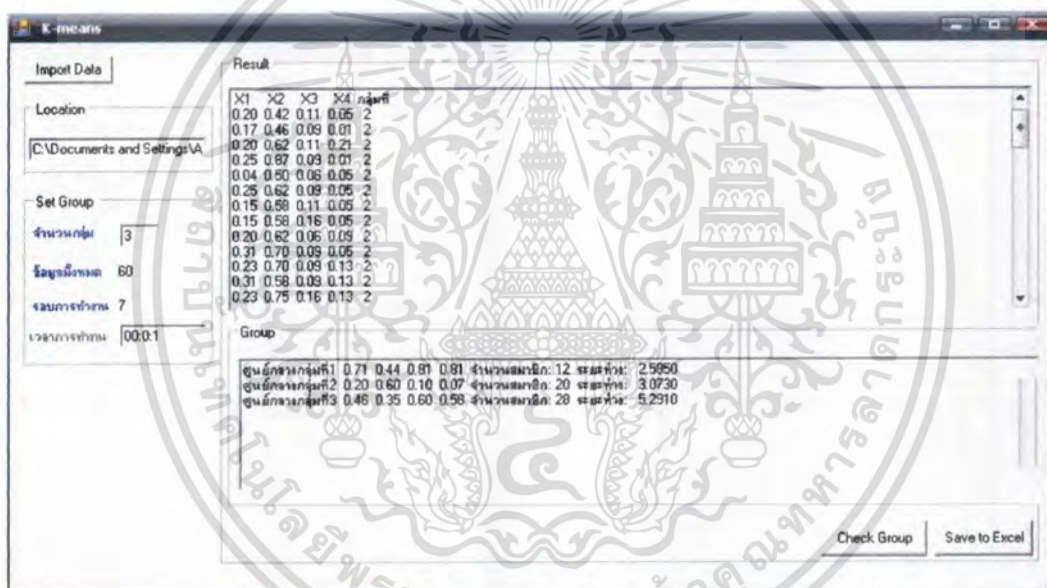 K-means
Import Data
Location
C:\Documents and Settings\A
Set Group
จำนวนกลุ่ม 3
ข้อมูลทั้งหมด 60
รอบการทำงาน 7
เวลาการทำงาน 00:0:1
Result
X1 X2 X3 X4 กลุ่มที่
0.20 0.42 0.11 0.05 2
0.17 0.46 0.09 0.01 2
0.20 0.62 0.11 0.21 2
0.25 0.87 0.09 0.01 2
0.04 0.50 0.06 0.05 2
0.25 0.62 0.09 0.05 2
0.15 0.58 0.11 0.05 2
0.15 0.58 0.16 0.05 2
0.20 0.62 0.06 0.09 2
0.31 0.70 0.09 0.05 2
0.23 0.70 0.09 0.13 2
0.31 0.58 0.09 0.13 2
0.23 0.75 0.16 0.13 2
Group
ศูนย์กลางกลุ่มที่1 0.71 0.44 0.81 0.81 จำนวนสมาชิก: 12 ระยะห่าง: 2.5950
ศูนย์กลางกลุ่มที่2 0.20 0.60 0.10 0.07 จำนวนสมาชิก: 20 ระยะห่าง: 3.0730
ศูนย์กลางกลุ่มที่3 0.46 0.35 0.60 0.58 จำนวนสมาชิก: 28 ระยะห่าง: 5.2910
Check Group
Save to Excel